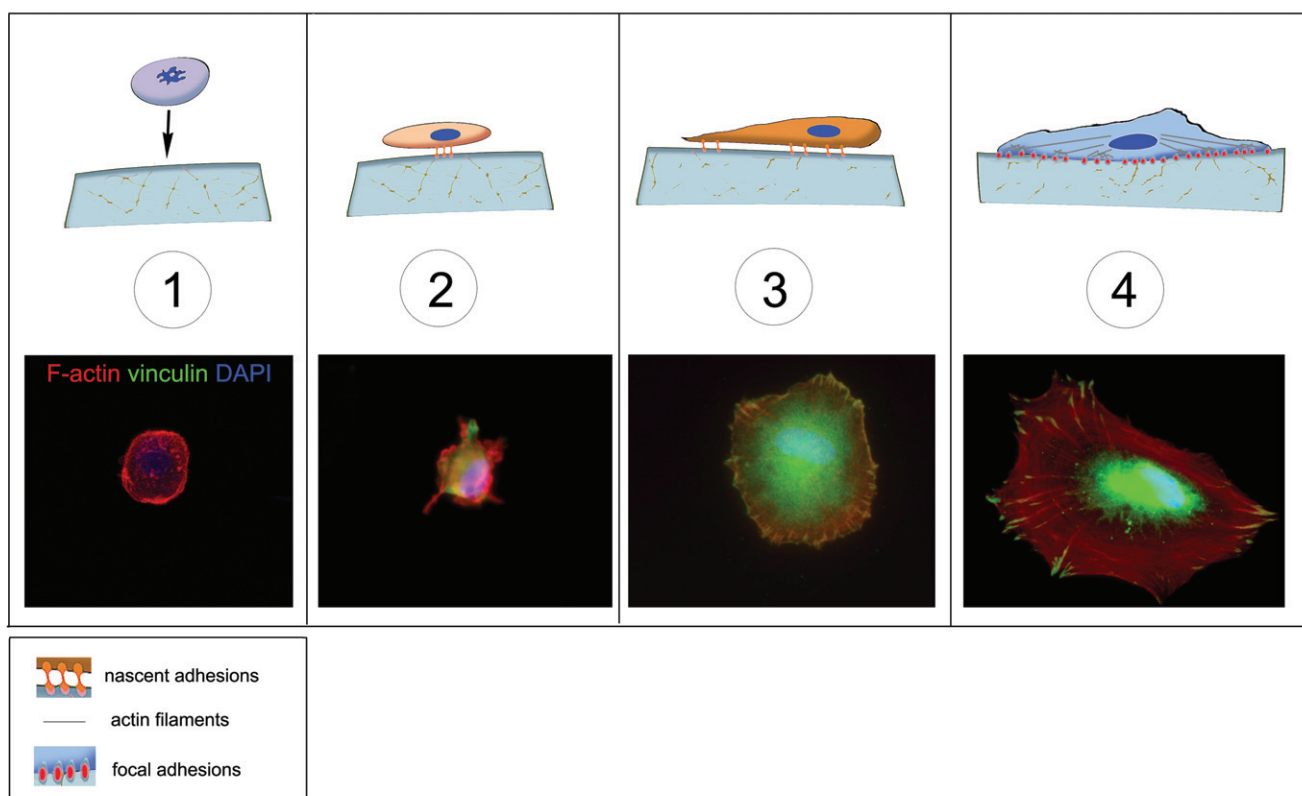 1
2
3
4
F-actin vinculin DAPI
nascent adhesions
actin filaments
focal adhesions